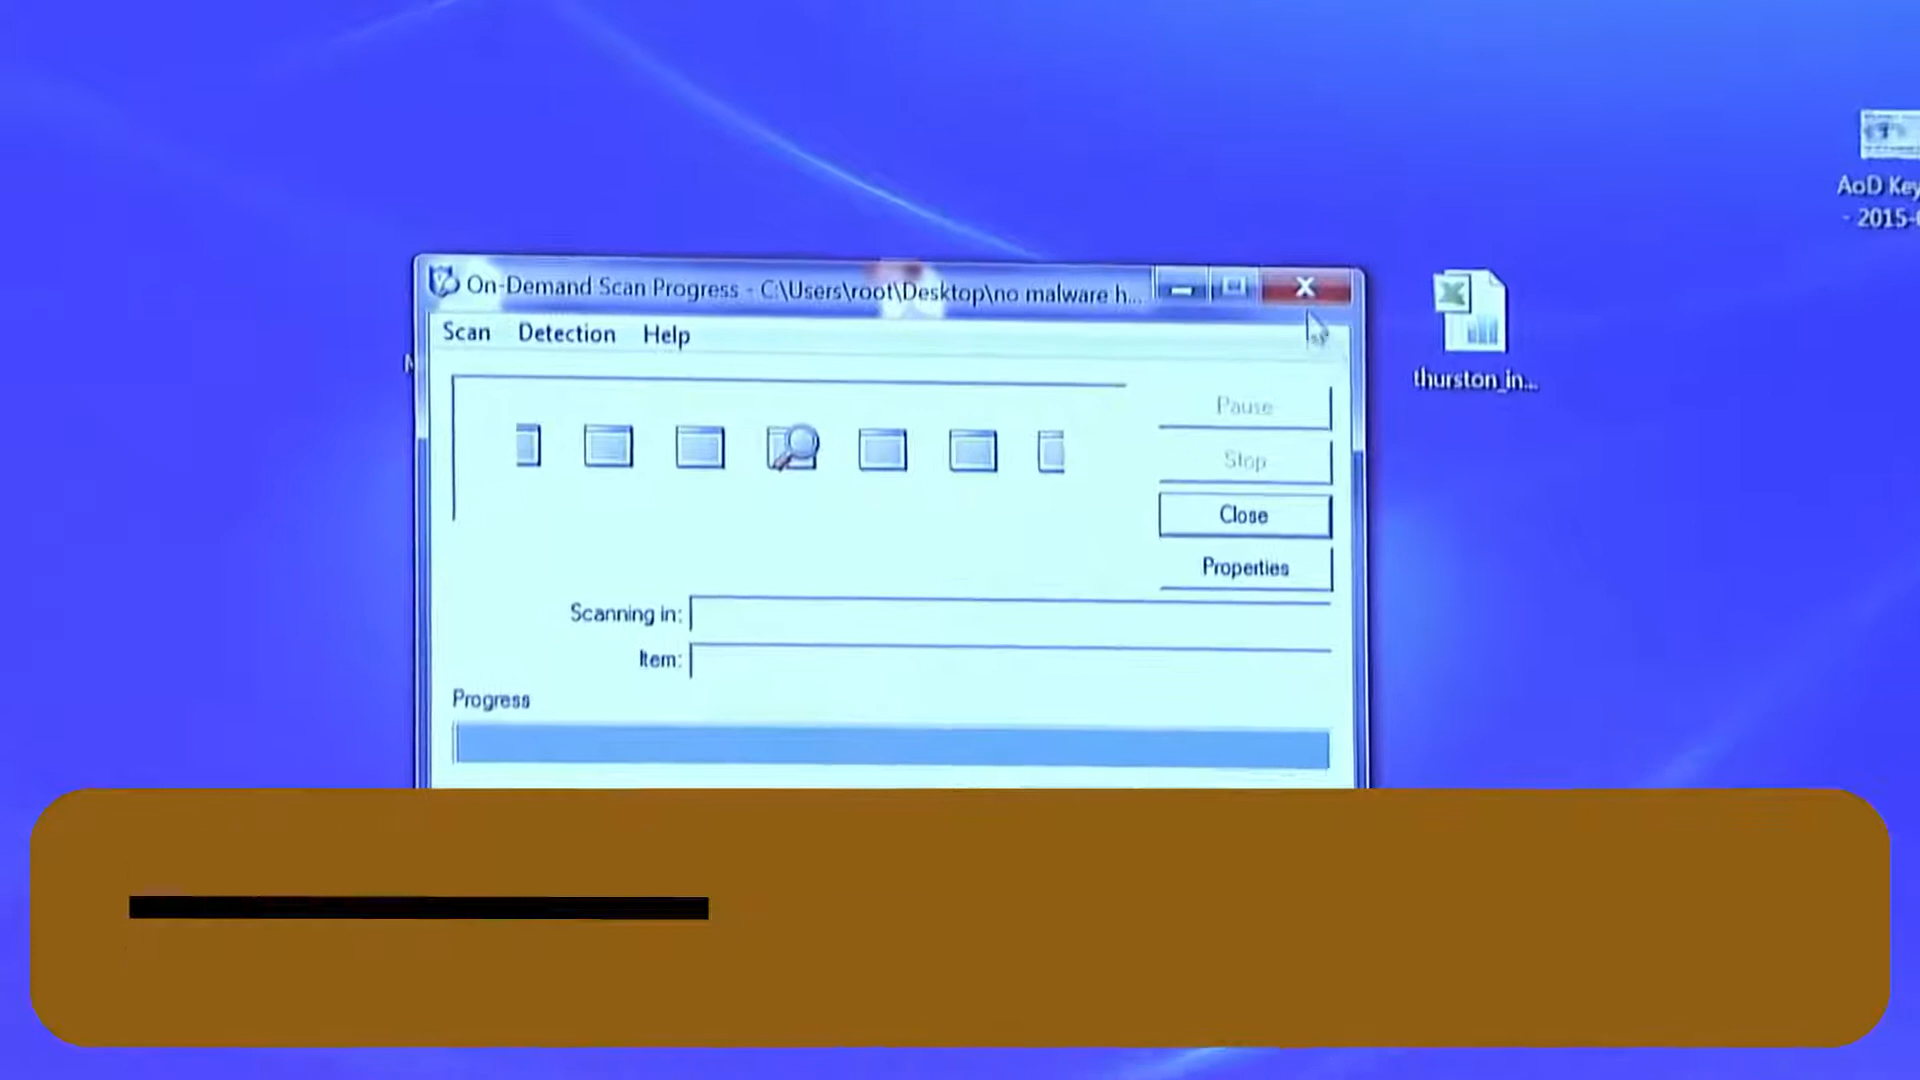 AoD Key
- 2015-
On-Demand Scan Progress - C:\Users\root\Desktop\no malware h...
Scan Detection Help
thurston_in...
Pause
Stop
Close
Properties
Scanning in:
Item:
Progress